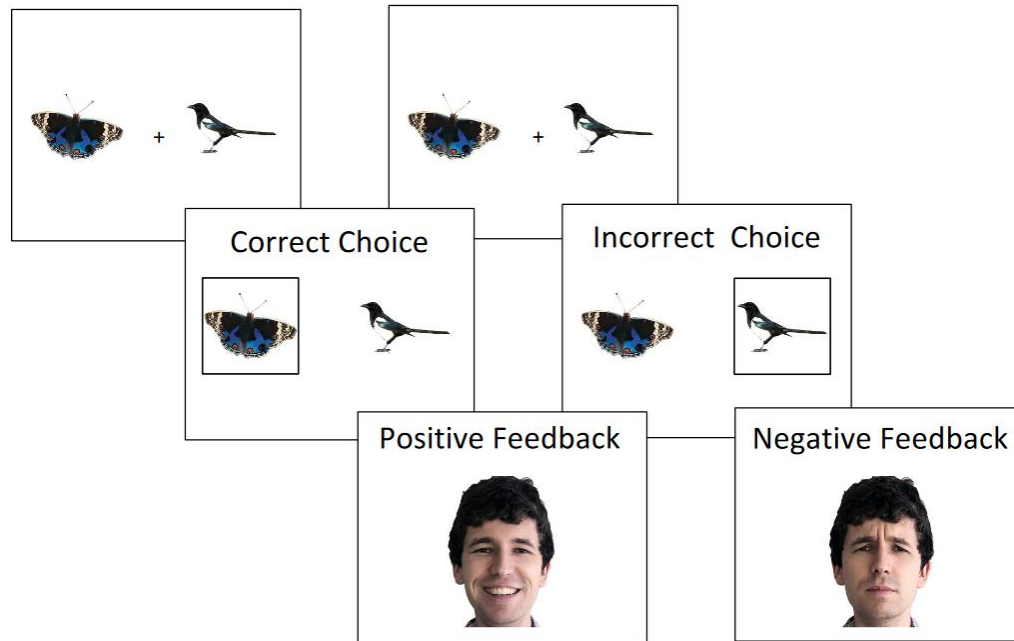 +
+
Correct Choice
Incorrect Choice
Positive Feedback
Negative Feedback